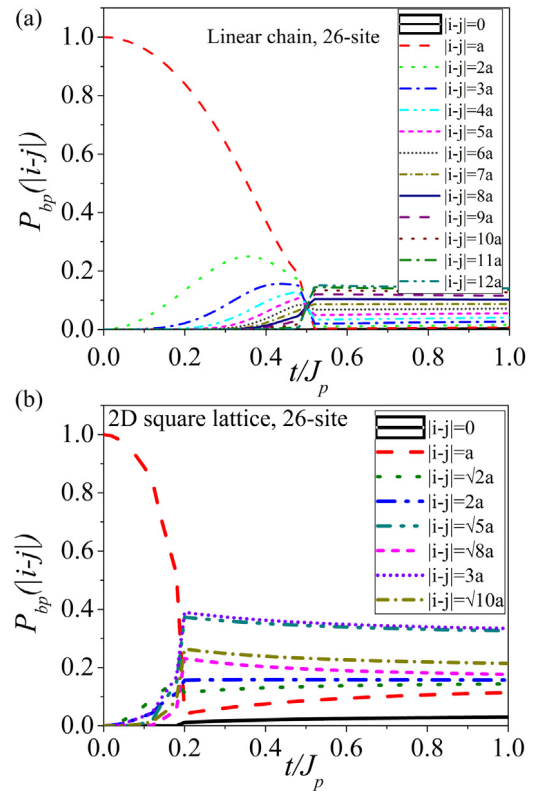 (a)
Linear chain, 26-site
|i-j|=0
|i-j|=a
|i-j|=2a
|i-j|=3a
|i-j|=4a
|i-j|=5a
|i-j|=6a
|i-j|=7a
|i-j|=8a
|i-j|=9a
|i-j|=10a
|i-j|=11a
|i-j|=12a
P_bp(|i-j|)
1.0
0.8
0.6
0.4
0.2
0.0
0.0 0.2 0.4 0.6 0.8 1.0
t/J_p
(b)
2D square lattice, 26-site
|i-j|=0
|i-j|=a
|i-j|=√2a
|i-j|=2a
|i-j|=√5a
|i-j|=√8a
|i-j|=3a
|i-j|=√10a
P_bp(|i-j|)
1.0
0.8
0.6
0.4
0.2
0.0
0.0 0.2 0.4 0.6 0.8 1.0
t/J_p